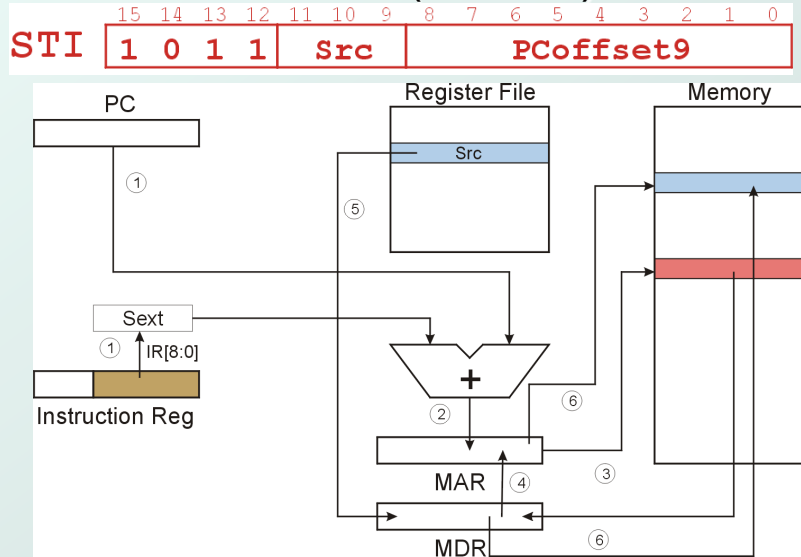 15 14 13 12 11 10 9 8 7 6 5 4 3 2 1 0
STI 1 0 1 1 Src PCoffset9
PC Register File Memory
Src
1
5
Sext
1 IR[8:0]
+
Instruction Reg
2 6
MAR 4 3
MDR 6